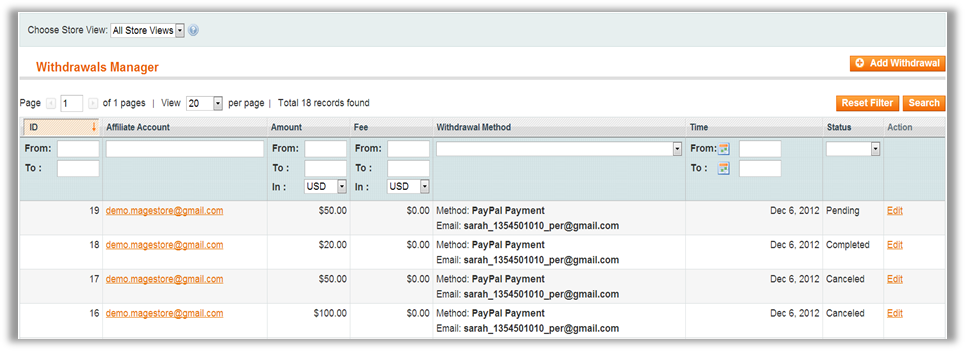 Choose Store View: All Store Views
Withdrawals Manager
Add Withdrawal
Page 1 of 1 pages | View 20 per page | Total 18 records found
Reset Filter Search
ID Affiliate Account Amount Fee Withdrawal Method Time Status Action
From: From: From: From:
To : To : To : To :
In : USD In : USD
19 demo.magestore@gmail.com $50.00 $0.00 Method: PayPal Payment Dec 6, 2012 Pending Edit
Email: sarah_1354501010_per@gmail.com
18 demo.magestore@gmail.com $20.00 $0.00 Method: PayPal Payment Dec 6, 2012 Completed Edit
Email: sarah_1354501010_per@gmail.com
17 demo.magestore@gmail.com $50.00 $0.00 Method: PayPal Payment Dec 6, 2012 Canceled Edit
Email: sarah_1354501010_per@gmail.com
16 demo.magestore@gmail.com $100.00 $0.00 Method: PayPal Payment Dec 6, 2012 Canceled Edit
Email: sarah_1354501010_per@gmail.com